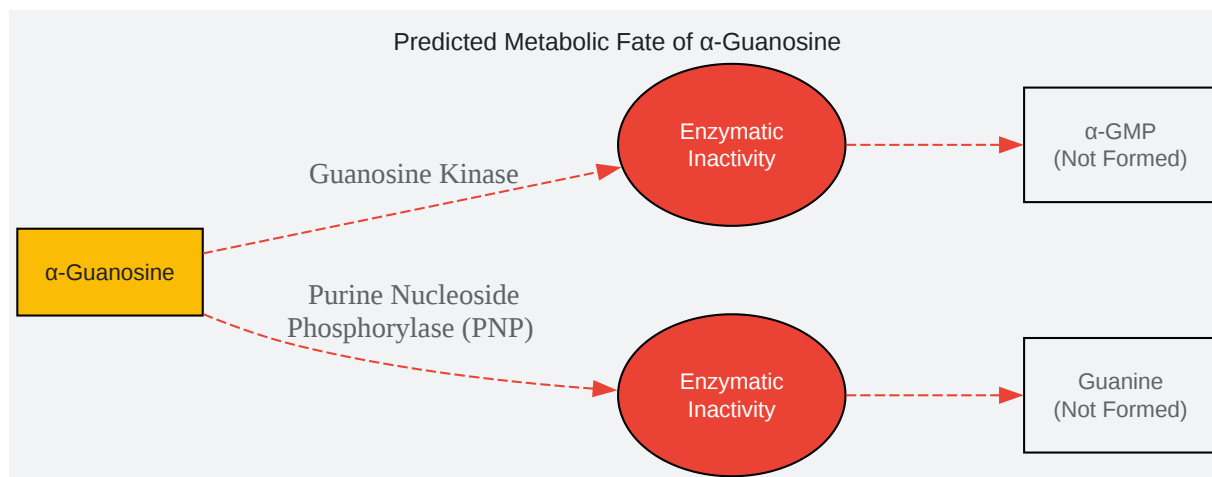 Predicted Metabolic Fate of α-Guanosine
Enzymatic
Inactivity
α-GMP
(Not Formed)
Guanosine Kinase
α-Guanosine
Purine Nucleoside
Phosphorylase (PNP)
Enzymatic
Inactivity
Guanine
(Not Formed)